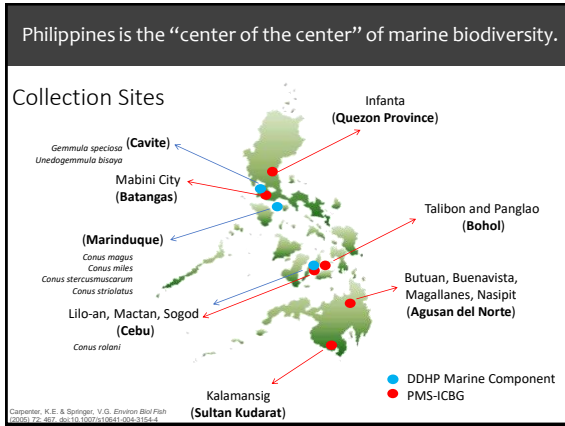 Philippines is the “center of the center” of marine biodiversity.
Collection Sites
Infanta
(Quezon Province)
(Cavite)
Gemmula speciosa
Unedogemmula bisaya
Mabini City
(Batangas)
(Marinduque)
Conus magus
Conus miles
Conus stercusmuscarum
Conus striolatus
Talibon and Panglao
(Bohol)
Lilo-an, Mactan, Sogod
(Cebu)
Conus rolani
Butuan, Buenavista,
Magallanes, Nasipit
(Agusan del Norte)
Kalamansig
(Sultan Kudarat)
DDHP Marine Component
PMS-ICBG
Carpenter, K.E. & Springer, V.G. Environ Biol Fish
(2005) 72: 467. doi:10.1007/s10641-004-3154-4